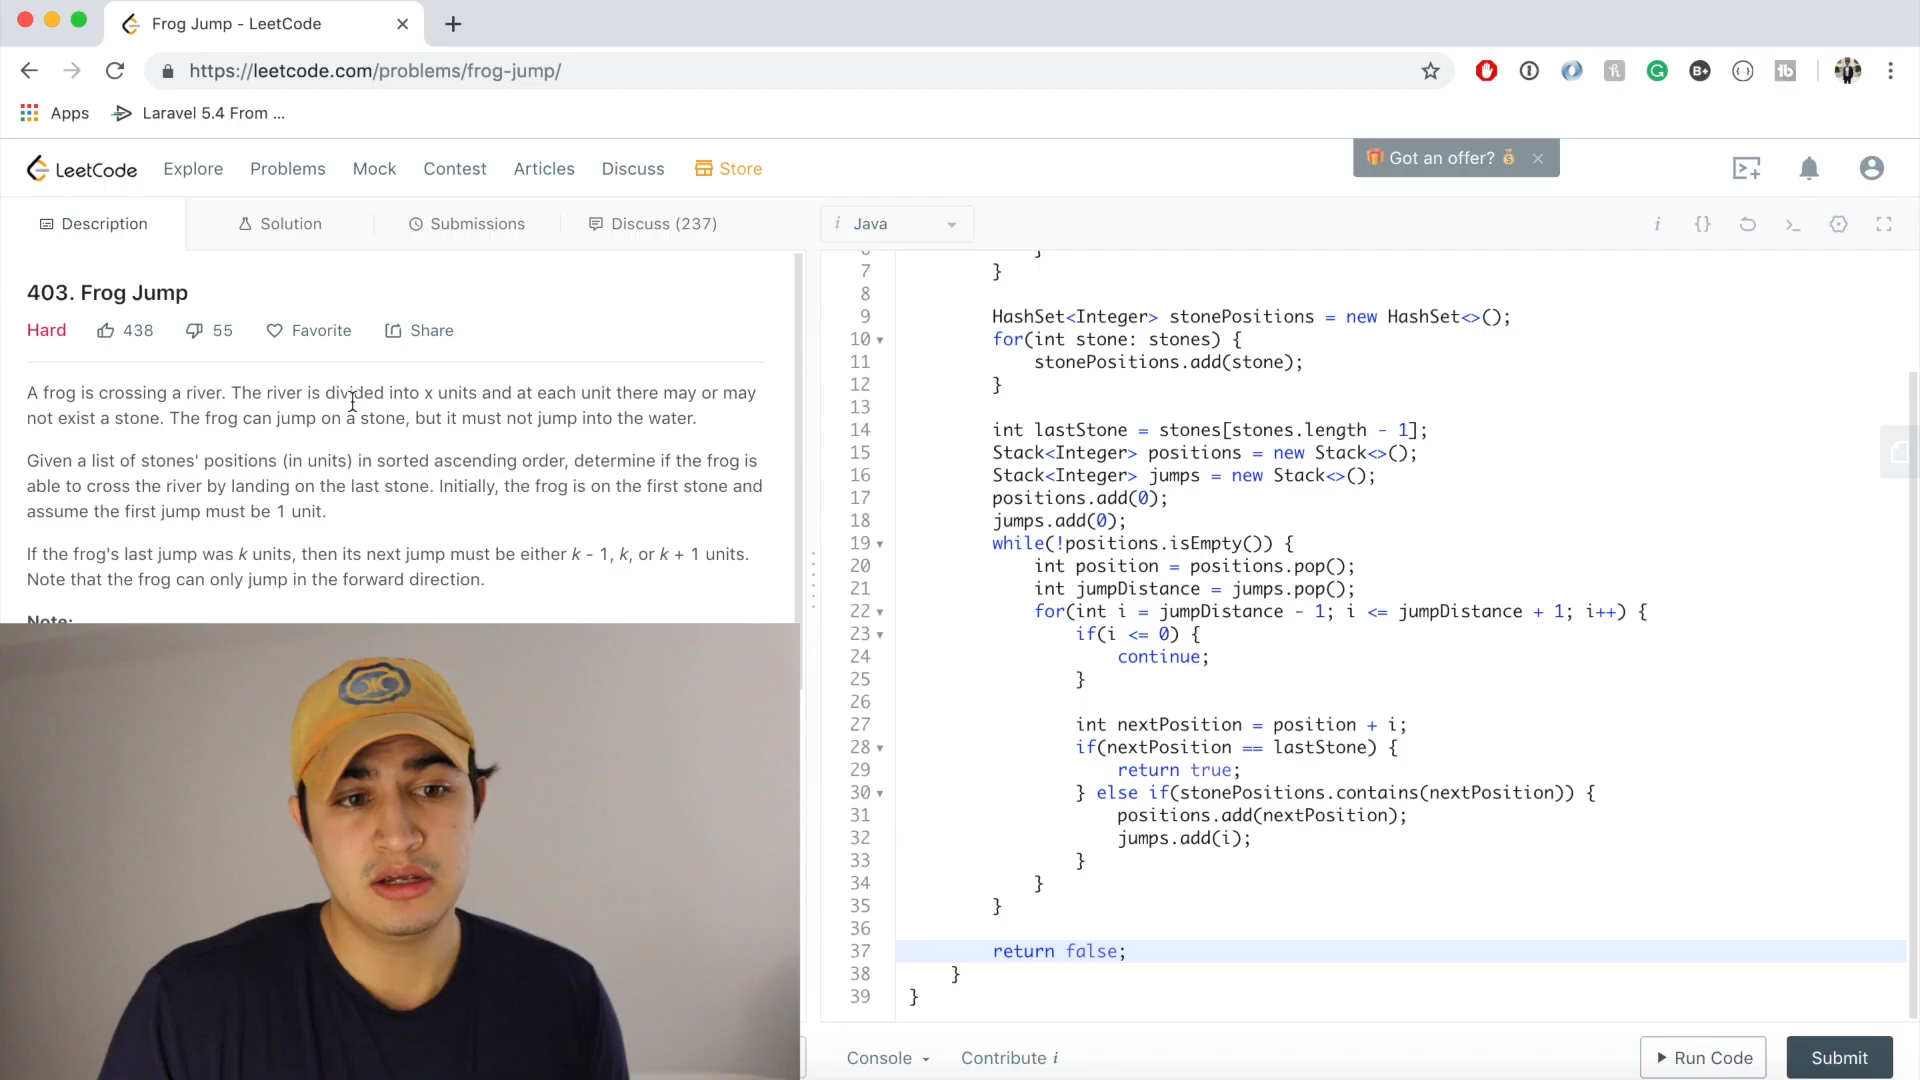 Frog Jump - LeetCode
https://leetcode.com/problems/frog-jump/
Apps
Laravel 5.4 From ...
LeetCode
Explore
Problems
Mock
Contest
Articles
Discuss
Store
Got an offer?
Description
Solution
Submissions
Discuss (237)
i Java
403. Frog Jump
Hard
438
55
Favorite
Share
A frog is crossing a river. The river is divided into x units and at each unit there may or may
not exist a stone. The frog can jump on a stone, but it must not jump into the water.
Given a list of stones' positions (in units) in sorted ascending order, determine if the frog is
able to cross the river by landing on the last stone. Initially, the frog is on the first stone and
assume the first jump must be 1 unit.
If the frog's last jump was k units, then its next jump must be either k - 1, k, or k + 1 units.
Note that the frog can only jump in the forward direction.
Note:
7 }
8
9 HashSet<Integer> stonePositions = new HashSet<>();
10 for(int stone: stones) {
11 stonePositions.add(stone);
12 }
13
14 int lastStone = stones[stones.length - 1];
15 Stack<Integer> positions = new Stack<>();
16 Stack<Integer> jumps = new Stack<>();
17 positions.add(0);
18 jumps.add(0);
19 while(!positions.isEmpty()) {
20 int position = positions.pop();
21 int jumpDistance = jumps.pop();
22 for(int i = jumpDistance - 1; i <= jumpDistance + 1; i++) {
23 if(i <= 0) {
24 continue;
25 }
26
27 int nextPosition = position + i;
28 if(nextPosition == lastStone) {
29 return true;
30 } else if(stonePositions.contains(nextPosition)) {
31 positions.add(nextPosition);
32 jumps.add(i);
33 }
34 }
35 }
36
37 return false;
38 }
39 }
Console
Contribute i
Run Code
Submit